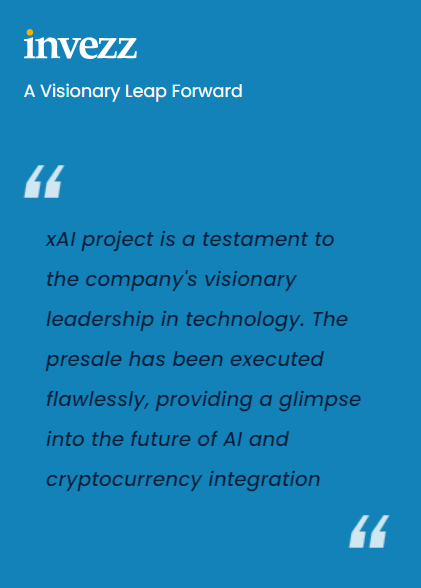 invezz
A Visionary Leap Forward
“
xAI project is a testament to
the company's visionary
leadership in technology. The
presale has been executed
flawlessly, providing a glimpse
into the future of AI and
cryptocurrency integration
“